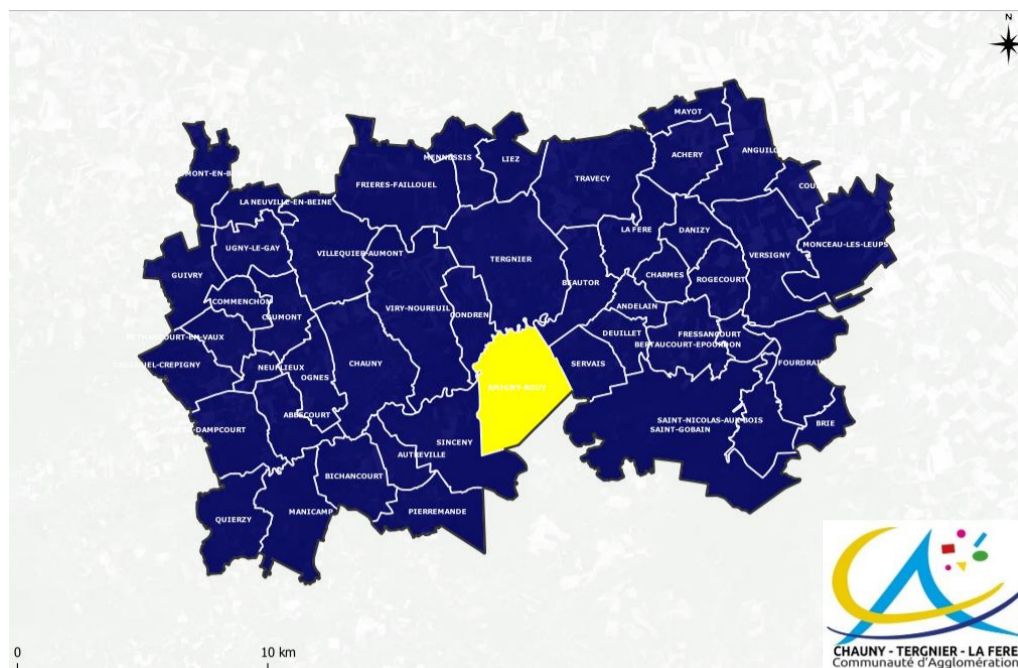 N
MAYOT
ACHERY
MENNESSIS
LIEZ
TRAVECY
FRIERES-FAILLOUEL
LA NEUVILLE-EN-BEINE
LA FERE
DANIZY
MONCEAU-LES-LEUPS
UGNY-LE-GAY
VILLEQUIER-AUMONT
TERGNIER
VERSIGNY
GUIVRY
BEAUTOR
CHARMES
ROGECOURT
COMMENCHON
VIRY-NOUREUIL
CONDREN
ANDELAIN
CAUMONT
DEUILLET
FRESSANCOURT
BERTAUCOURT-EPOURDON
CHAUNY
SERVAIS
NEUFLIEUX
OGNES
AMIGNY-ROUY
ABBECOURT
SAINT-NICOLAS-AUX-BOIS
BRIE
DAMPCOURT
SAINT-GOBAIN
SINCENY
AUTREVILLE
BICHANCOURT
MANICAMP
PIERREMANDE
QUIERZY
0
10 km
CHAUNY - TERGNIER - LA FERE
Communauté d'Agglomération